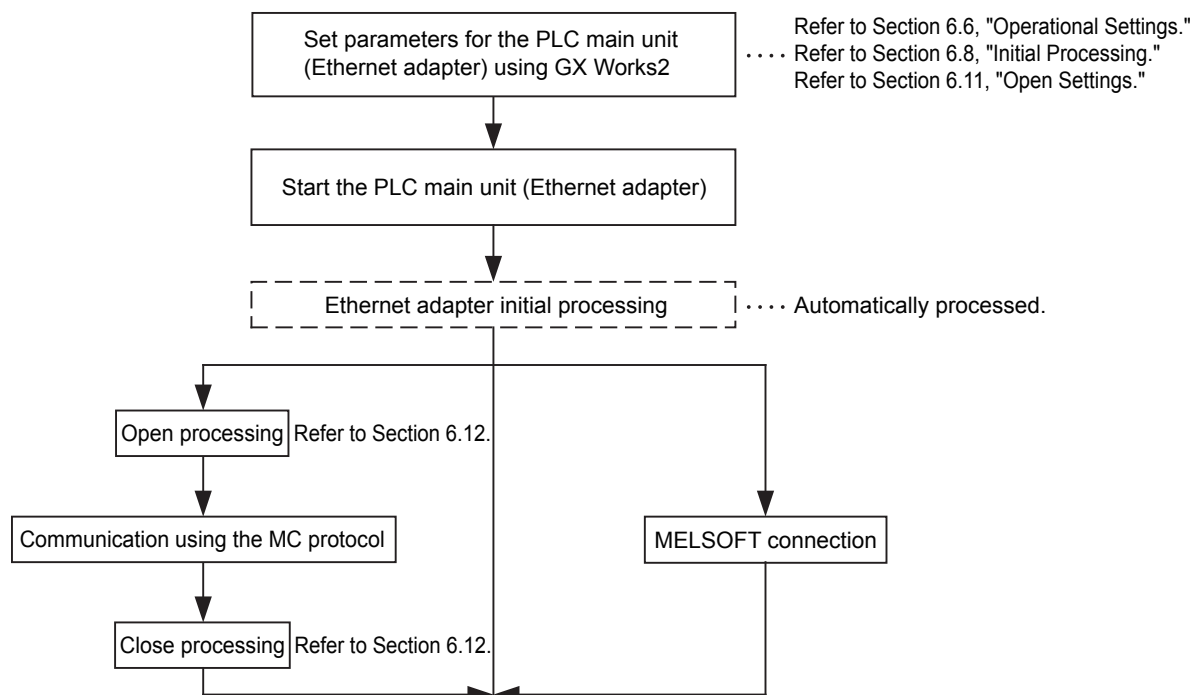 Set parameters for the PLC main unit
(Ethernet adapter) using GX Works2
Refer to Section 6.6, "Operational Settings."
Refer to Section 6.8, "Initial Processing."
Refer to Section 6.11, "Open Settings."
Start the PLC main unit (Ethernet adapter)
Ethernet adapter initial processing
Automatically processed.
Open processing
Refer to Section 6.12.
Communication using the MC protocol
MELSOFT connection
Close processing
Refer to Section 6.12.